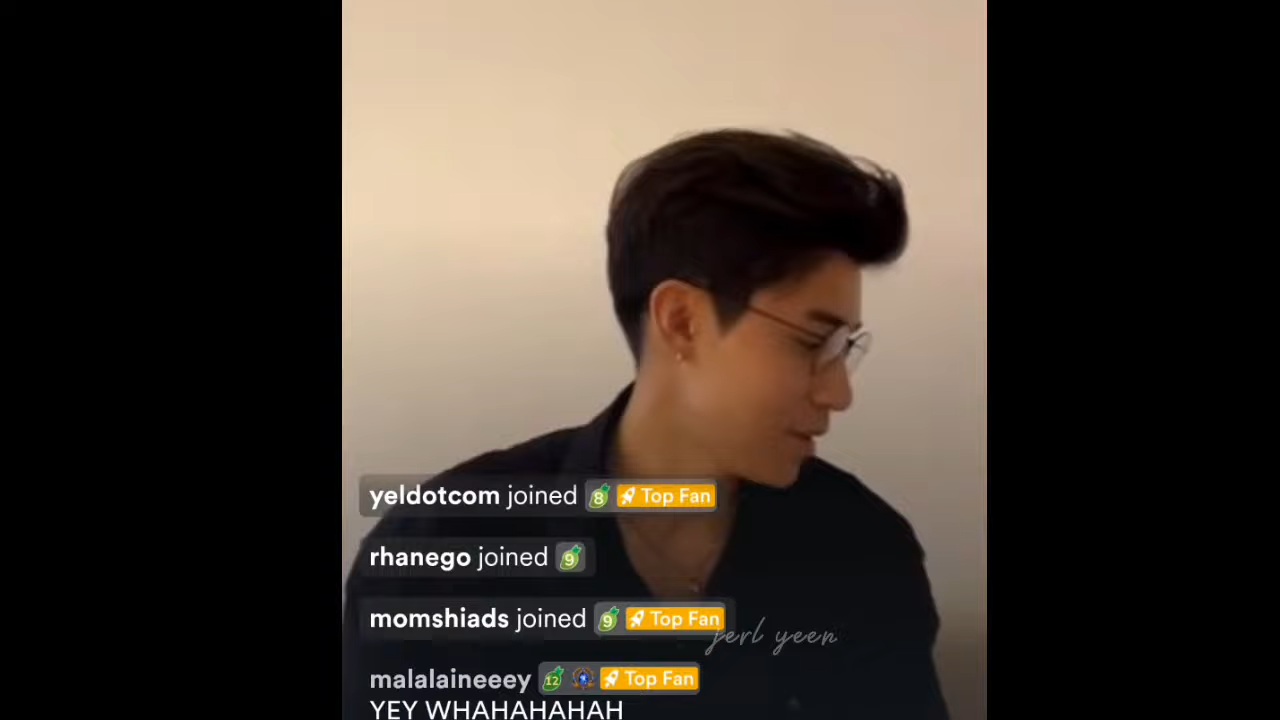 yeldotcom joined 8 Top Fan
rhanego joined 9
momshiads joined 9 Top Fan
jerl yeen
malalaineeey 12 Top Fan
YEY WHAHAHAHAH